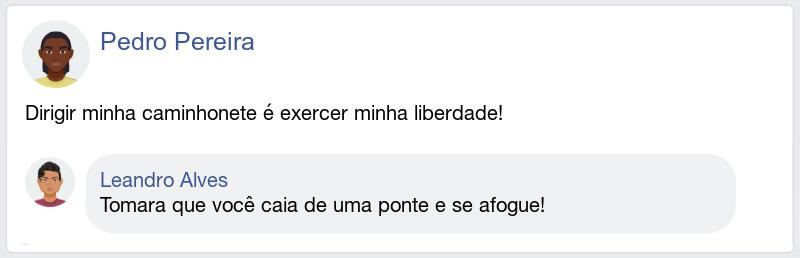 Pedro Pereira
Dirigir minha caminhonete é exercer minha liberdade!
Leandro Alves
Tomara que você caia de uma ponte e se afogue!